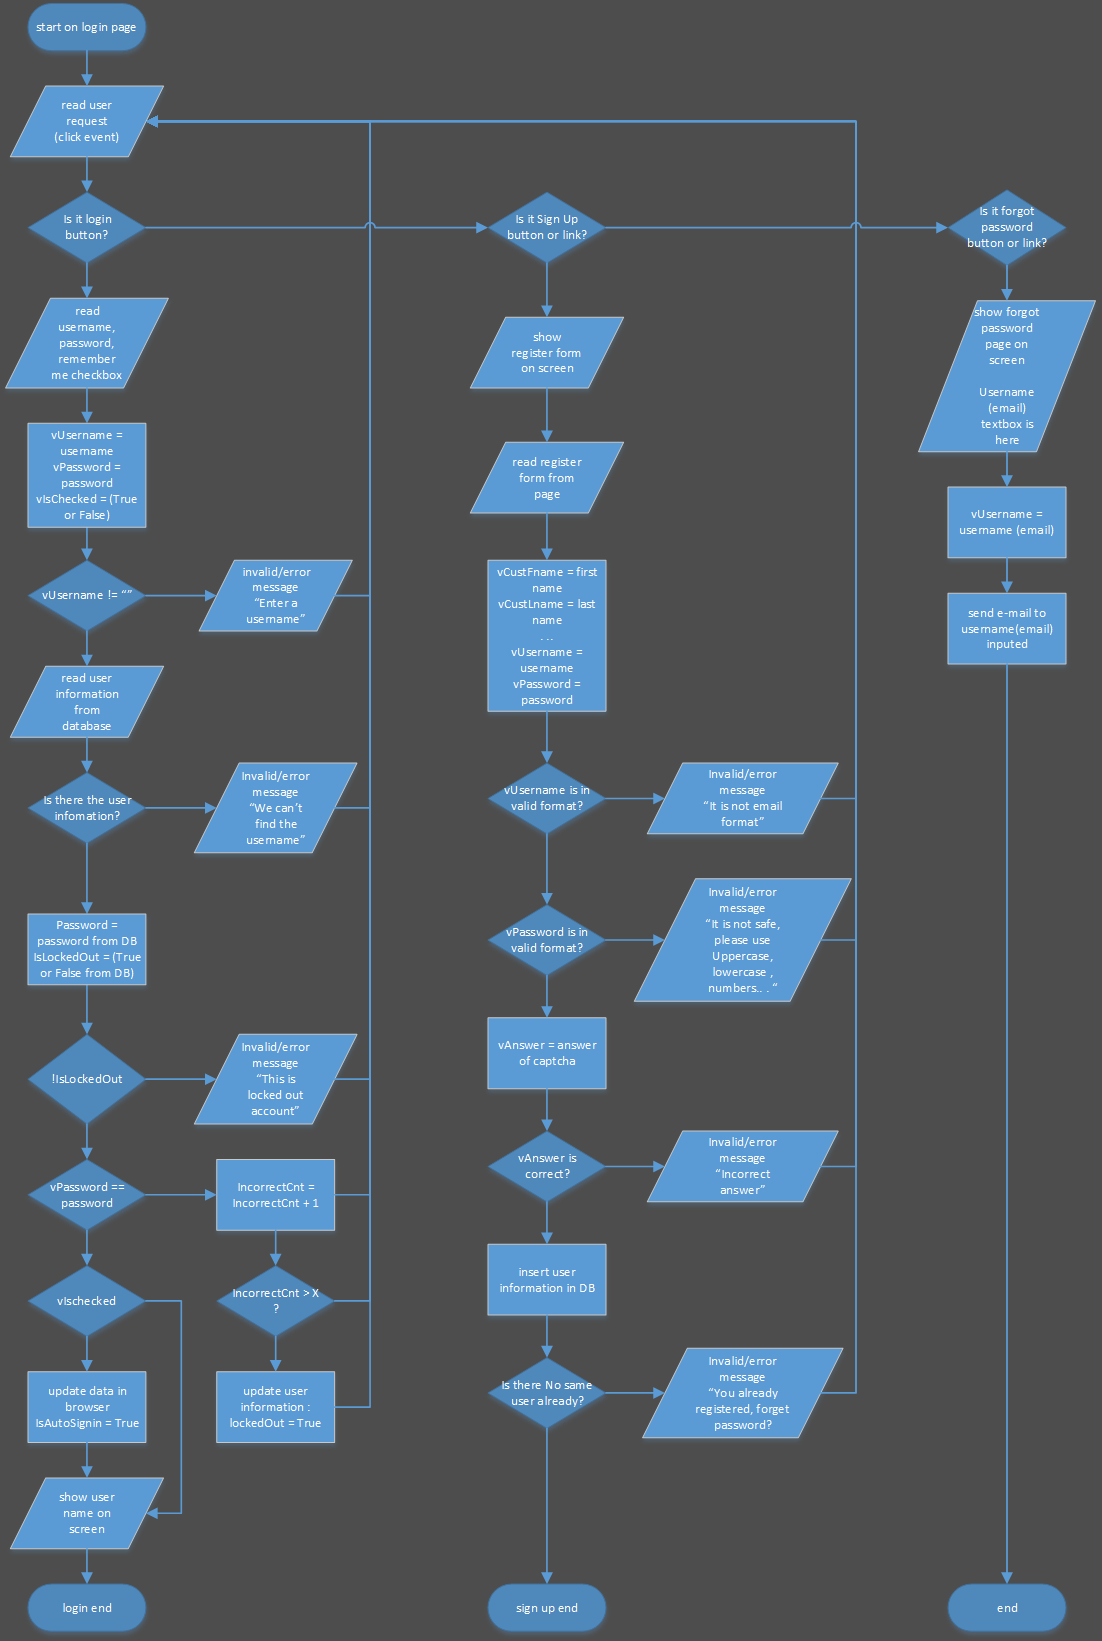 start on login page
read user
request
(click event)
Is it login
button?
read
username,
password,
remember
me checkbox
vUsername =
username
vPassword =
password
vIsChecked = (True
or False)
vUsername != “”
invalid/error
message
“Enter a
username”
read user
information
from
database
Is there the user
infomation?
Invalid/error
message
“We can’t
find the
username”
Password =
password from DB
IsLockedOut = (True
or False from DB)
!IsLockedOut
Invalid/error
message
“This is
locked out
account”
vPassword ==
password
IncorrectCnt =
IncorrectCnt + 1
vIschecked
IncorrectCnt > X
?
update data in
browser
IsAutoSignin = True
update user
information :
lockedOut = True
show user
name on
screen
login end
Is it Sign Up
button or link?
show
register form
on screen
read register
form from
page
vCustFname = first
name
vCustLname = last
name
. ..
vUsername =
username
vPassword =
password
vUsername is in
valid format?
Invalid/error
message
“It is not email
format”
vPassword is in
valid format?
Invalid/error
message
“It is not safe,
please use
Uppercase,
lowercase ,
numbers.. . “
vAnswer = answer
of captcha
vAnswer is
correct?
Invalid/error
message
“Incorrect
answer”
insert user
information in DB
Is there No same
user already?
Invalid/error
message
“You already
registered, forget
password?
sign up end
Is it forgot
password
button or link?
show forgot
password
page on
screen
Username
(email)
textbox is
here
vUsername =
username (email)
send e-mail to
username(email)
inputed
end